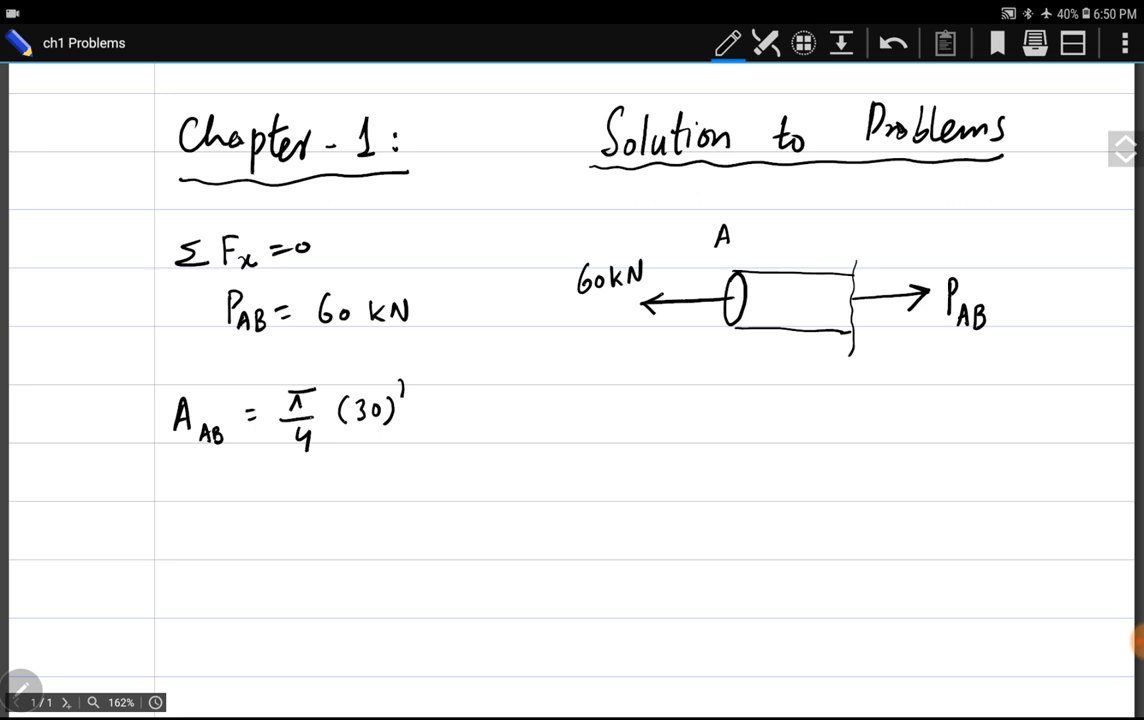 40% 6:50 PM
ch1 Problems
Chapter - 1 :
Solution to Problems
Σ Fx = 0
P_AB = 60 kN
A
60kN
P_AB
A_AB = π/4 (30)²
1 / 1
162%